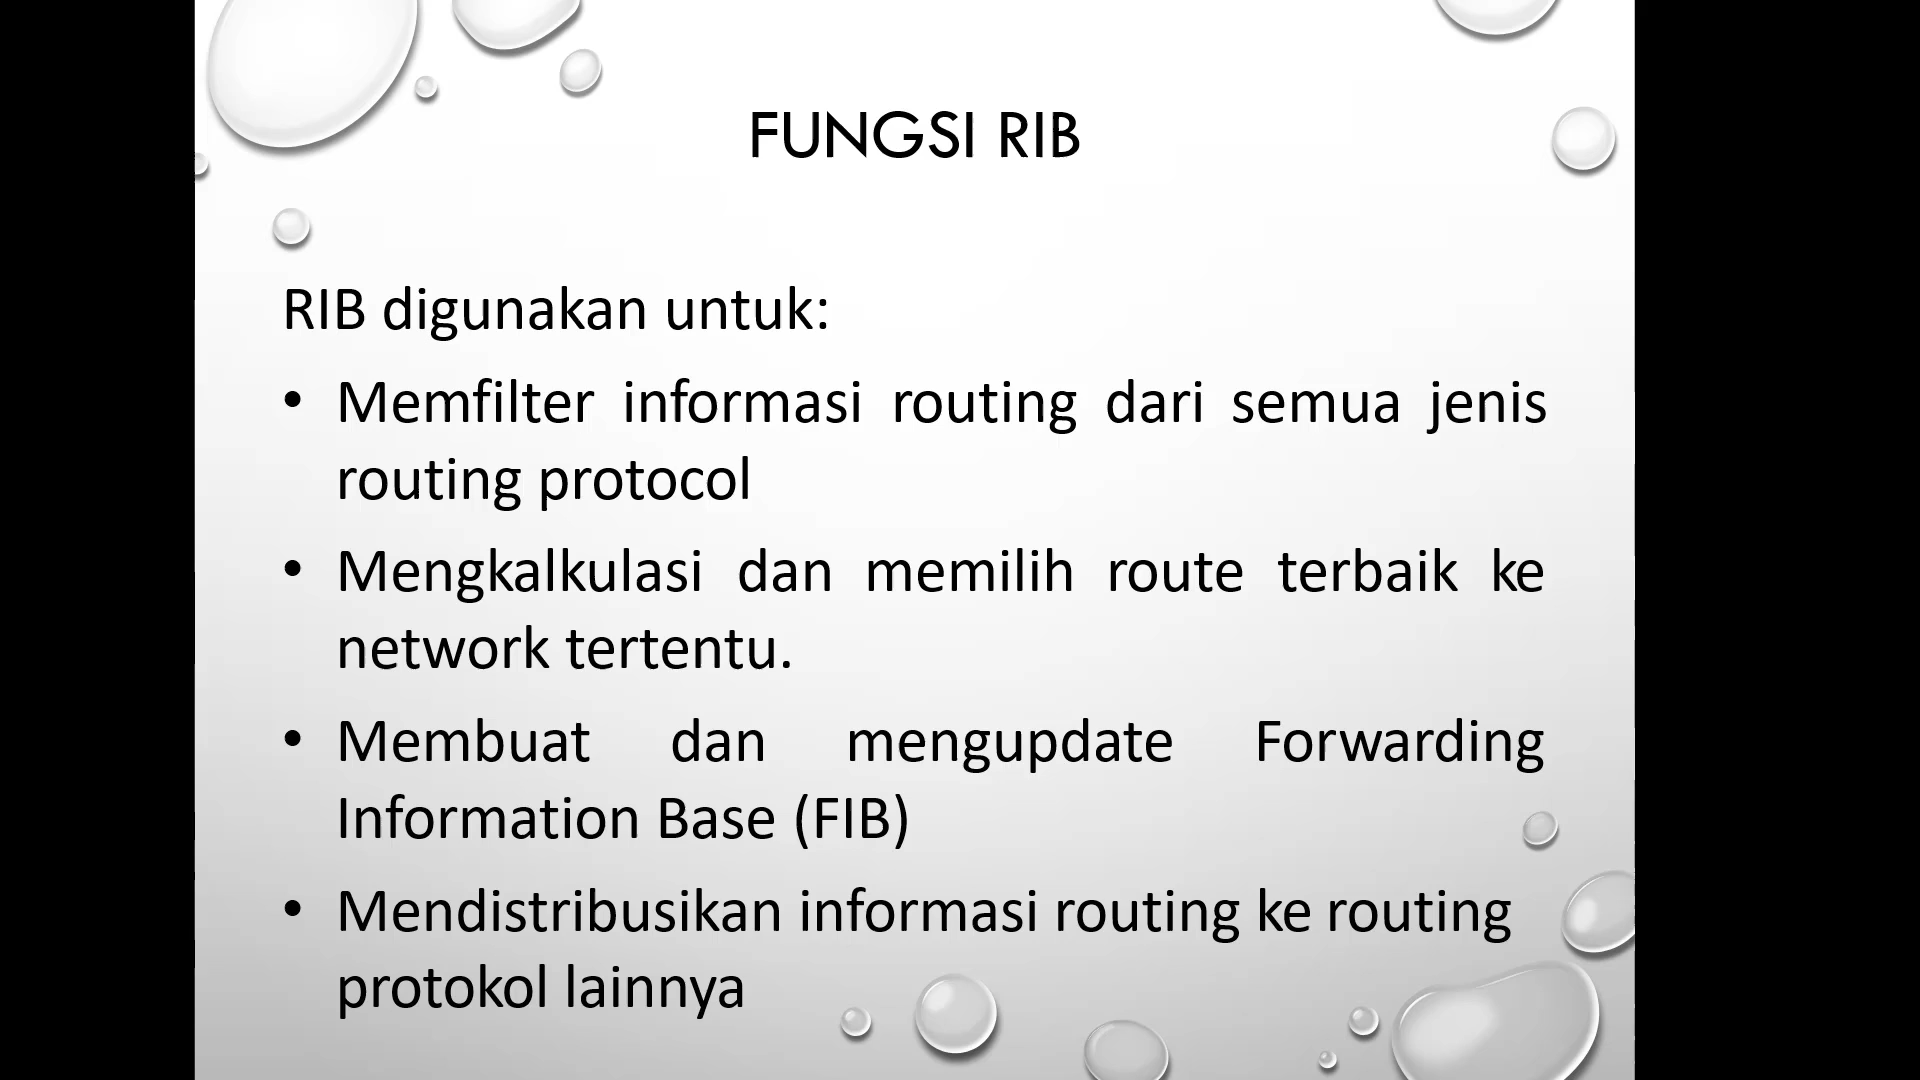 FUNGSI RIB
RIB digunakan untuk:
• Memfilter informasi routing dari semua jenis
routing protocol
• Mengkalkulasi dan memilih route terbaik ke
network tertentu.
• Membuat dan mengupdate Forwarding
Information Base (FIB)
• Mendistribusikan informasi routing ke routing
protokol lainnya